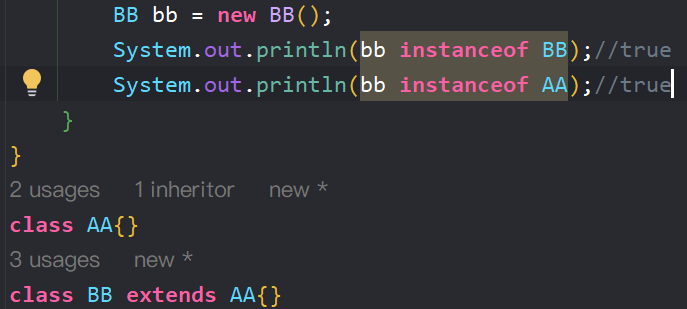 BB bb = new BB();
System.out.println(bb instanceof BB);//true
System.out.println(bb instanceof AA);//true
}
}
2 usages 1 inheritor new *
class AA{}
3 usages new *
class BB extends AA{}